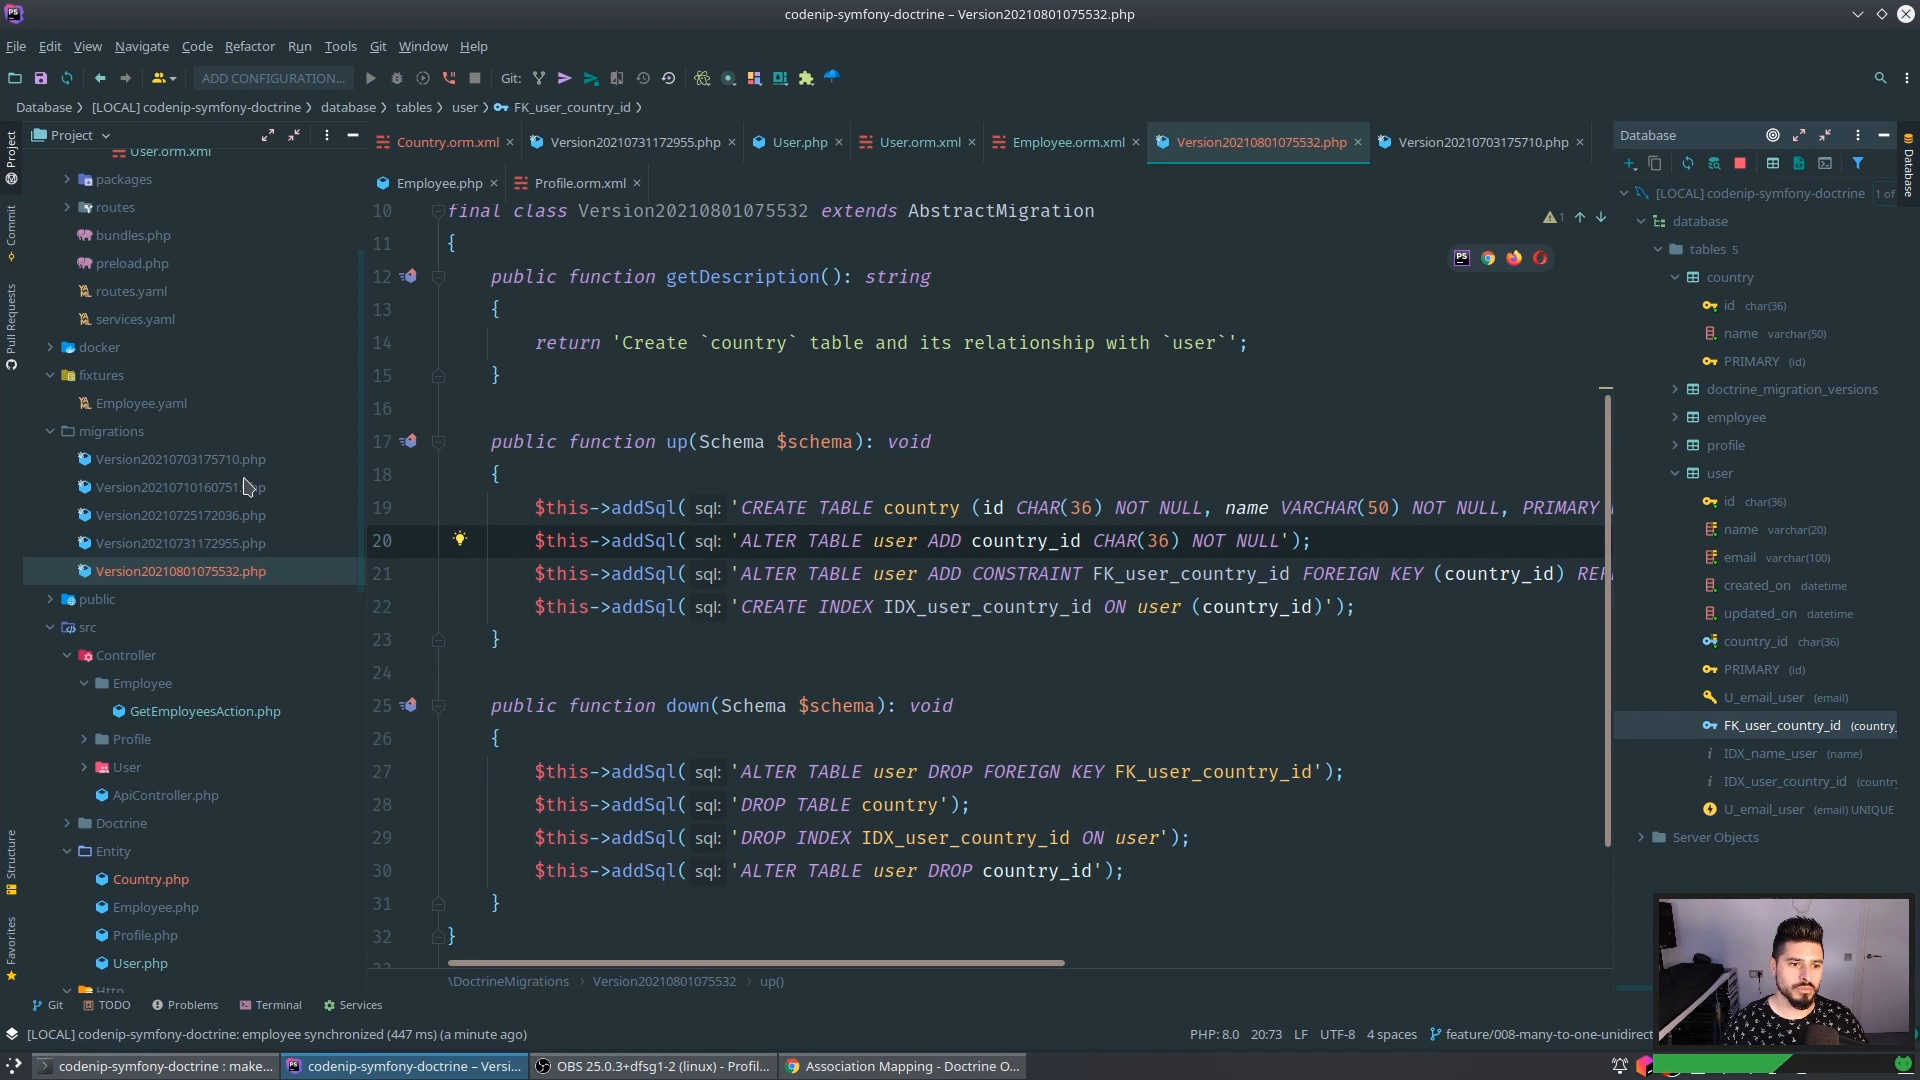 codenip-symfony-doctrine – Version20210801075532.php
File Edit View Navigate Code Refactor Run Tools Git Window Help
ADD CONFIGURATION...
Git:
Database 〉 [LOCAL] codenip-symfony-doctrine 〉 database 〉 tables 〉 user 〉 FK_user_country_id 〉
Project
Commit
Pull Requests
Structure
Favorites
Project
User.orm.xml
packages
routes
bundles.php
preload.php
routes.yaml
services.yaml
docker
fixtures
Employee.yaml
migrations
Version20210703175710.php
Version20210710160751.
Version20210725172036.php
Version20210731172955.php
Version20210801075532.php
public
src
Controller
Employee
GetEmployeesAction.php
Profile
User
ApiController.php
Doctrine
Entity
Country.php
Employee.php
Profile.php
User.php
Country.orm.xml Version20210731172955.php User.php User.orm.xml Employee.orm.xml Version20210801075532.php Version20210703175710.php
Employee.php Profile.orm.xml
10 final class Version20210801075532 extends AbstractMigration
11 {
12 public function getDescription(): string
13 {
14 return 'Create `country` table and its relationship with `user`';
15 }
16
17 public function up(Schema $schema): void
18 {
19 $this->addSql( sql: 'CREATE TABLE country (id CHAR(36) NOT NULL, name VARCHAR(50) NOT NULL, PRIMARY
20 $this->addSql( sql: 'ALTER TABLE user ADD country_id CHAR(36) NOT NULL');
21 $this->addSql( sql: 'ALTER TABLE user ADD CONSTRAINT FK_user_country_id FOREIGN KEY (country_id)
22 $this->addSql( sql: 'CREATE INDEX IDX_user_country_id ON user (country_id)');
23 }
24
25 public function down(Schema $schema): void
26 {
27 $this->addSql( sql: 'ALTER TABLE user DROP FOREIGN KEY FK_user_country_id');
28 $this->addSql( sql: 'DROP TABLE country');
29 $this->addSql( sql: 'DROP INDEX IDX_user_country_id ON user');
30 $this->addSql( sql: 'ALTER TABLE user DROP country_id');
31 }
32 }
1
\DoctrineMigrations 〉 Version20210801075532 〉 up()
Database
Database
[LOCAL] codenip-symfony-doctrine 1 of
database
tables 5
country
id char(36)
name varchar(50)
PRIMARY (id)
doctrine_migration_versions
employee
profile
user
id char(36)
name varchar(20)
email varchar(100)
created_on datetime
updated_on datetime
country_id char(36)
PRIMARY (id)
U_email_user (email)
FK_user_country_id (country_
IDX_name_user (name)
IDX_user_country_id (country
U_email_user (email) UNIQUE
Server Objects
Git TODO Problems Terminal Services
[LOCAL] codenip-symfony-doctrine: employee synchronized (447 ms) (a minute ago)
PHP: 8.0 20:73 LF UTF-8 4 spaces feature/008-many-to-one-unidirect
codenip-symfony-doctrine : make... codenip-symfony-doctrine – Versi... OBS 25.0.3+dfsg1-2 (linux) - Profil... Association Mapping - Doctrine O...